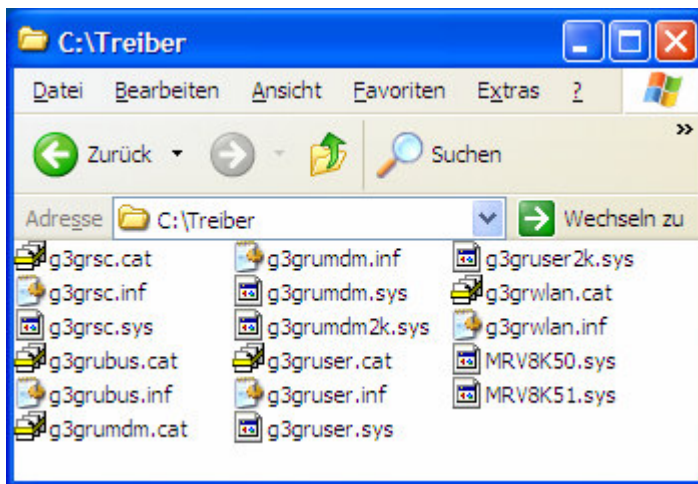 C:\Treiber
Datei Bearbeiten Ansicht Favoriten Extras ?
Zurück Suchen »
Adresse C:\Treiber Wechseln zu
g3grsc.cat g3grumdm.inf g3gruser2k.sys
g3grsc.inf g3grumdm.sys g3grwlan.cat
g3grsc.sys g3grumdm2k.sys g3grwlan.inf
g3grubus.cat g3gruser.cat MRV8K50.sys
g3grubus.inf g3gruser.inf MRV8K51.sys
g3grumdm.cat g3gruser.sys